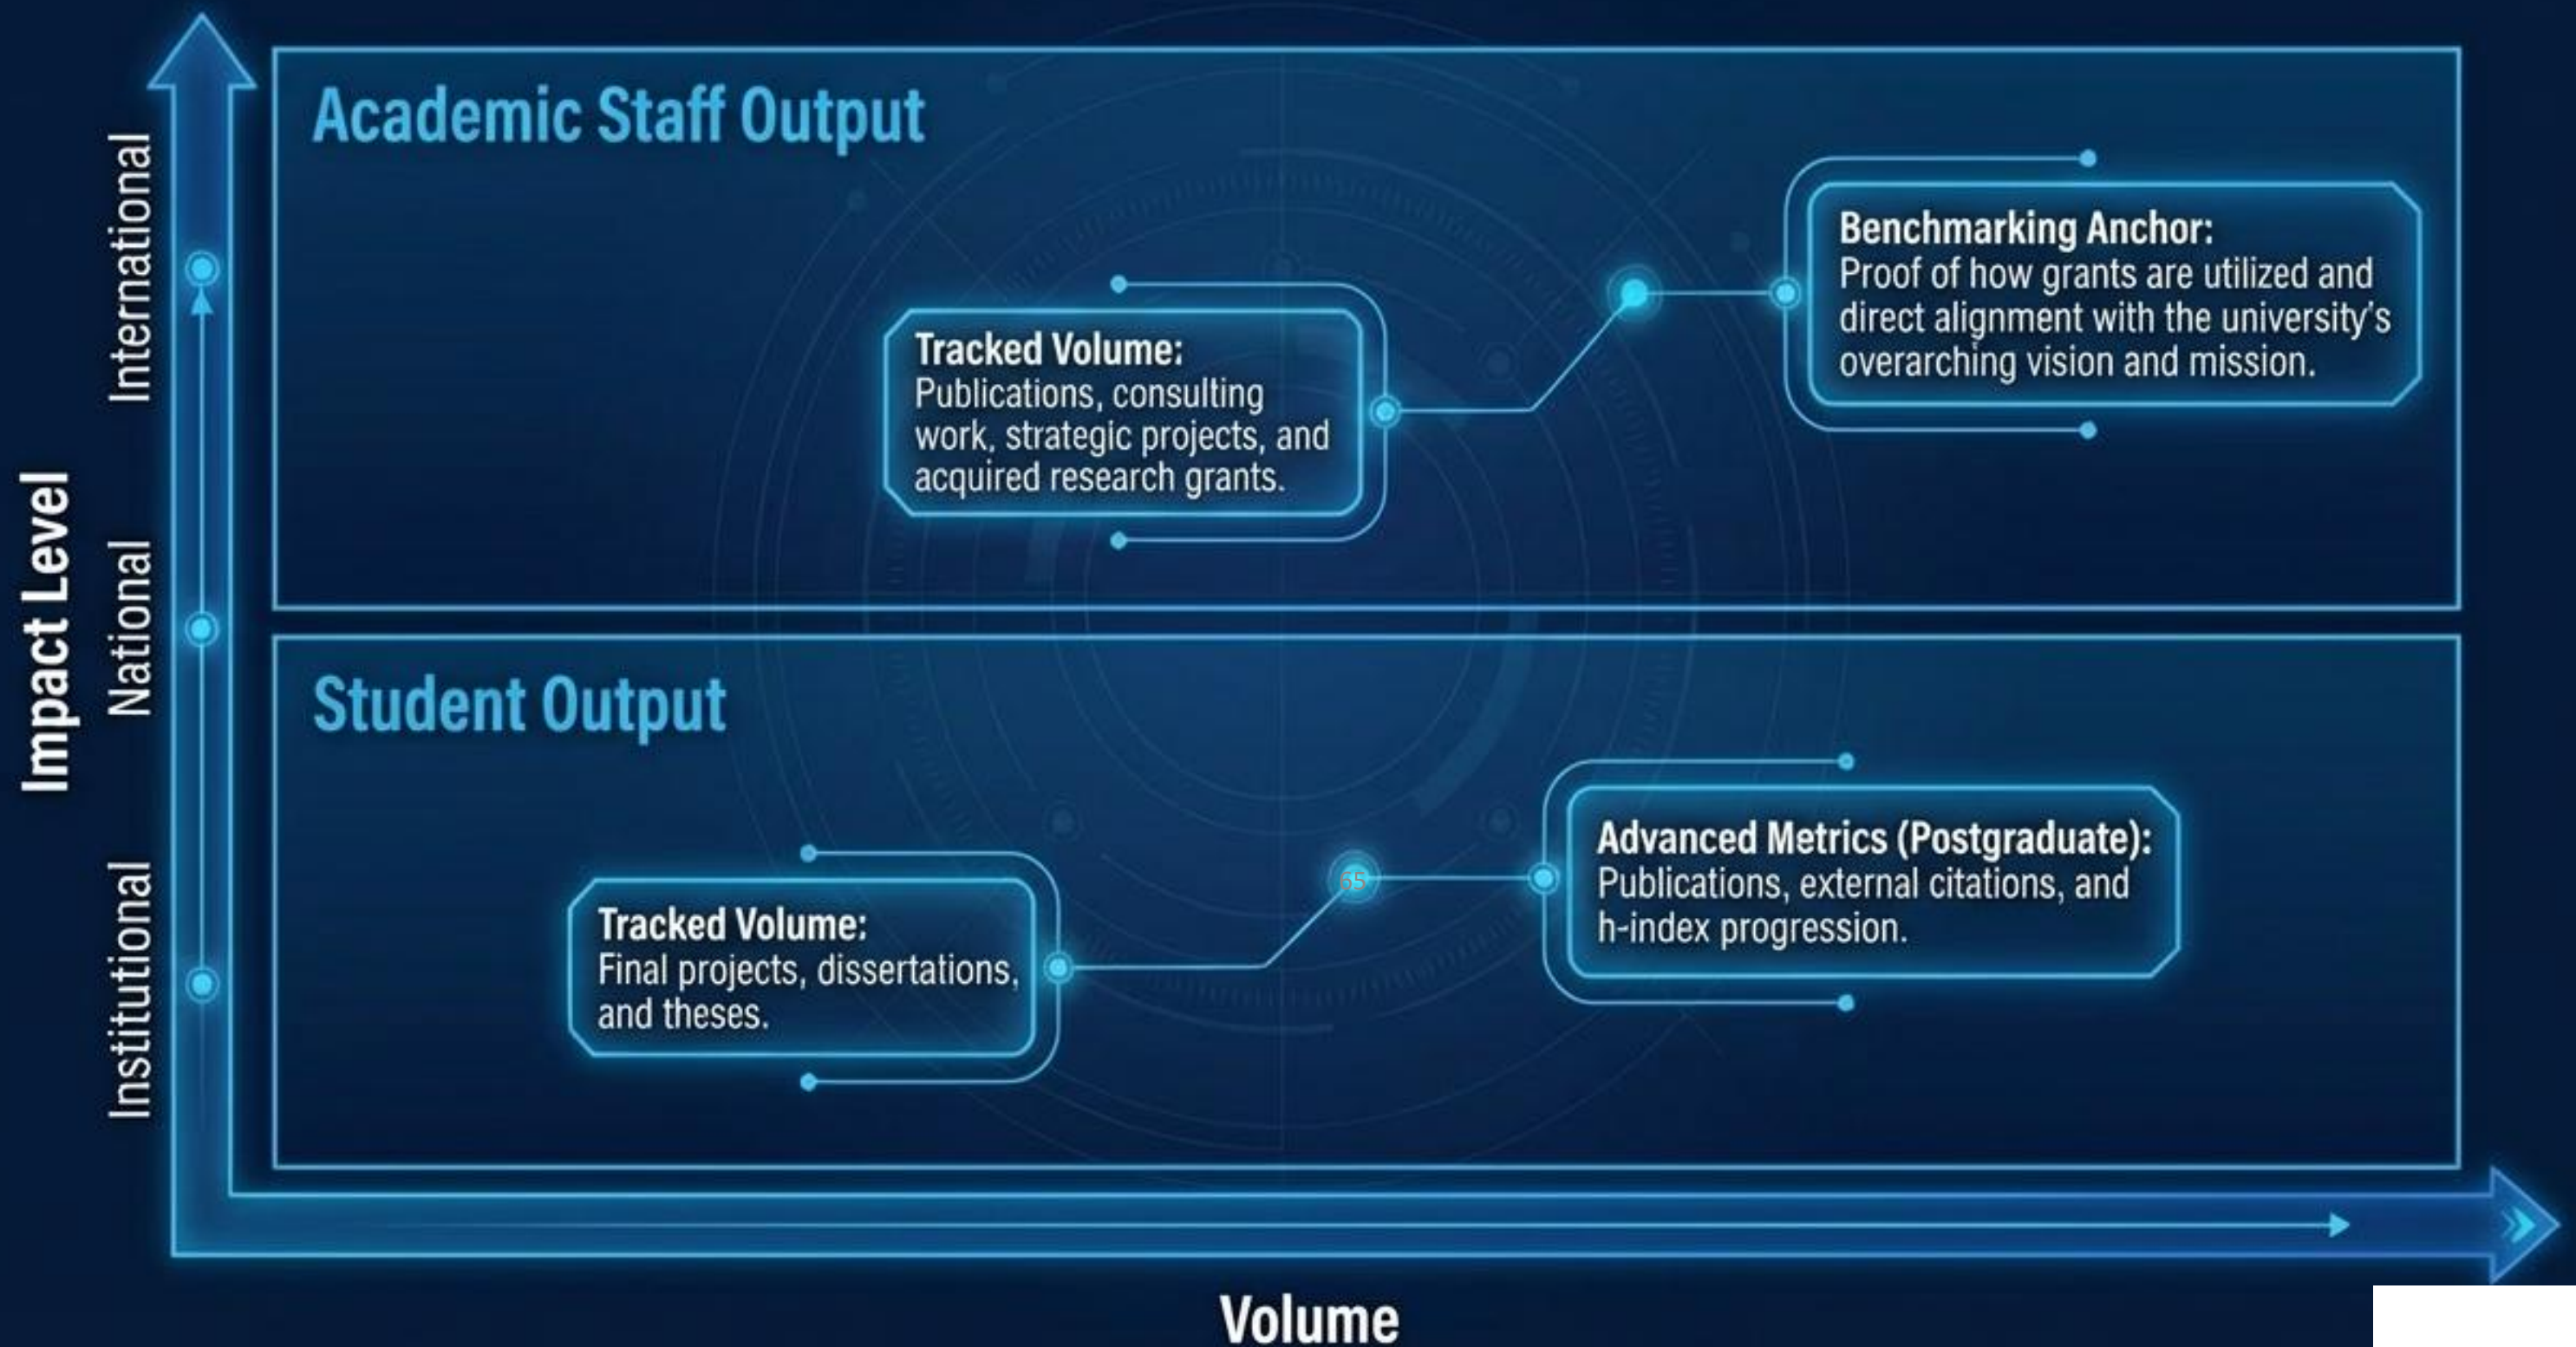 Academic Staff Output
Benchmarking Anchor:
Proof of how grants are utilized and
direct alignment with the university's
overarching vision and mission.
Tracked Volume:
Publications, consulting
work, strategic projects, and
acquired research grants.
Impact Level
International
National
Institutional
Student Output
Advanced Metrics (Postgraduate):
Publications, external citations, and
h-index progression.
65
Tracked Volume:
Final projects, dissertations,
and theses.
Volume